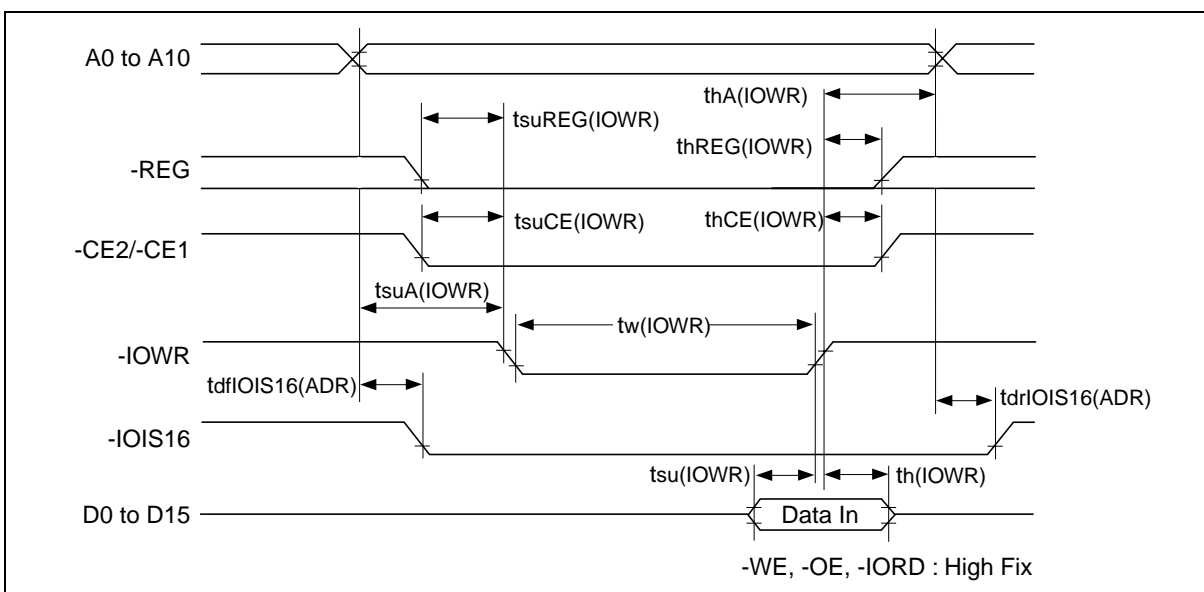 A0 to A10
thA(IOWR)
tsuREG(IOWR)
thREG(IOWR)
-REG
tsuCE(IOWR)
thCE(IOWR)
-CE2/-CE1
tsuA(IOWR)
tw(IOWR)
-IOWR
tdfIOIS16(ADR)
tdrIOIS16(ADR)
-IOIS16
tsu(IOWR)
th(IOWR)
D0 to D15
Data In
-WE, -OE, -IORD : High Fix